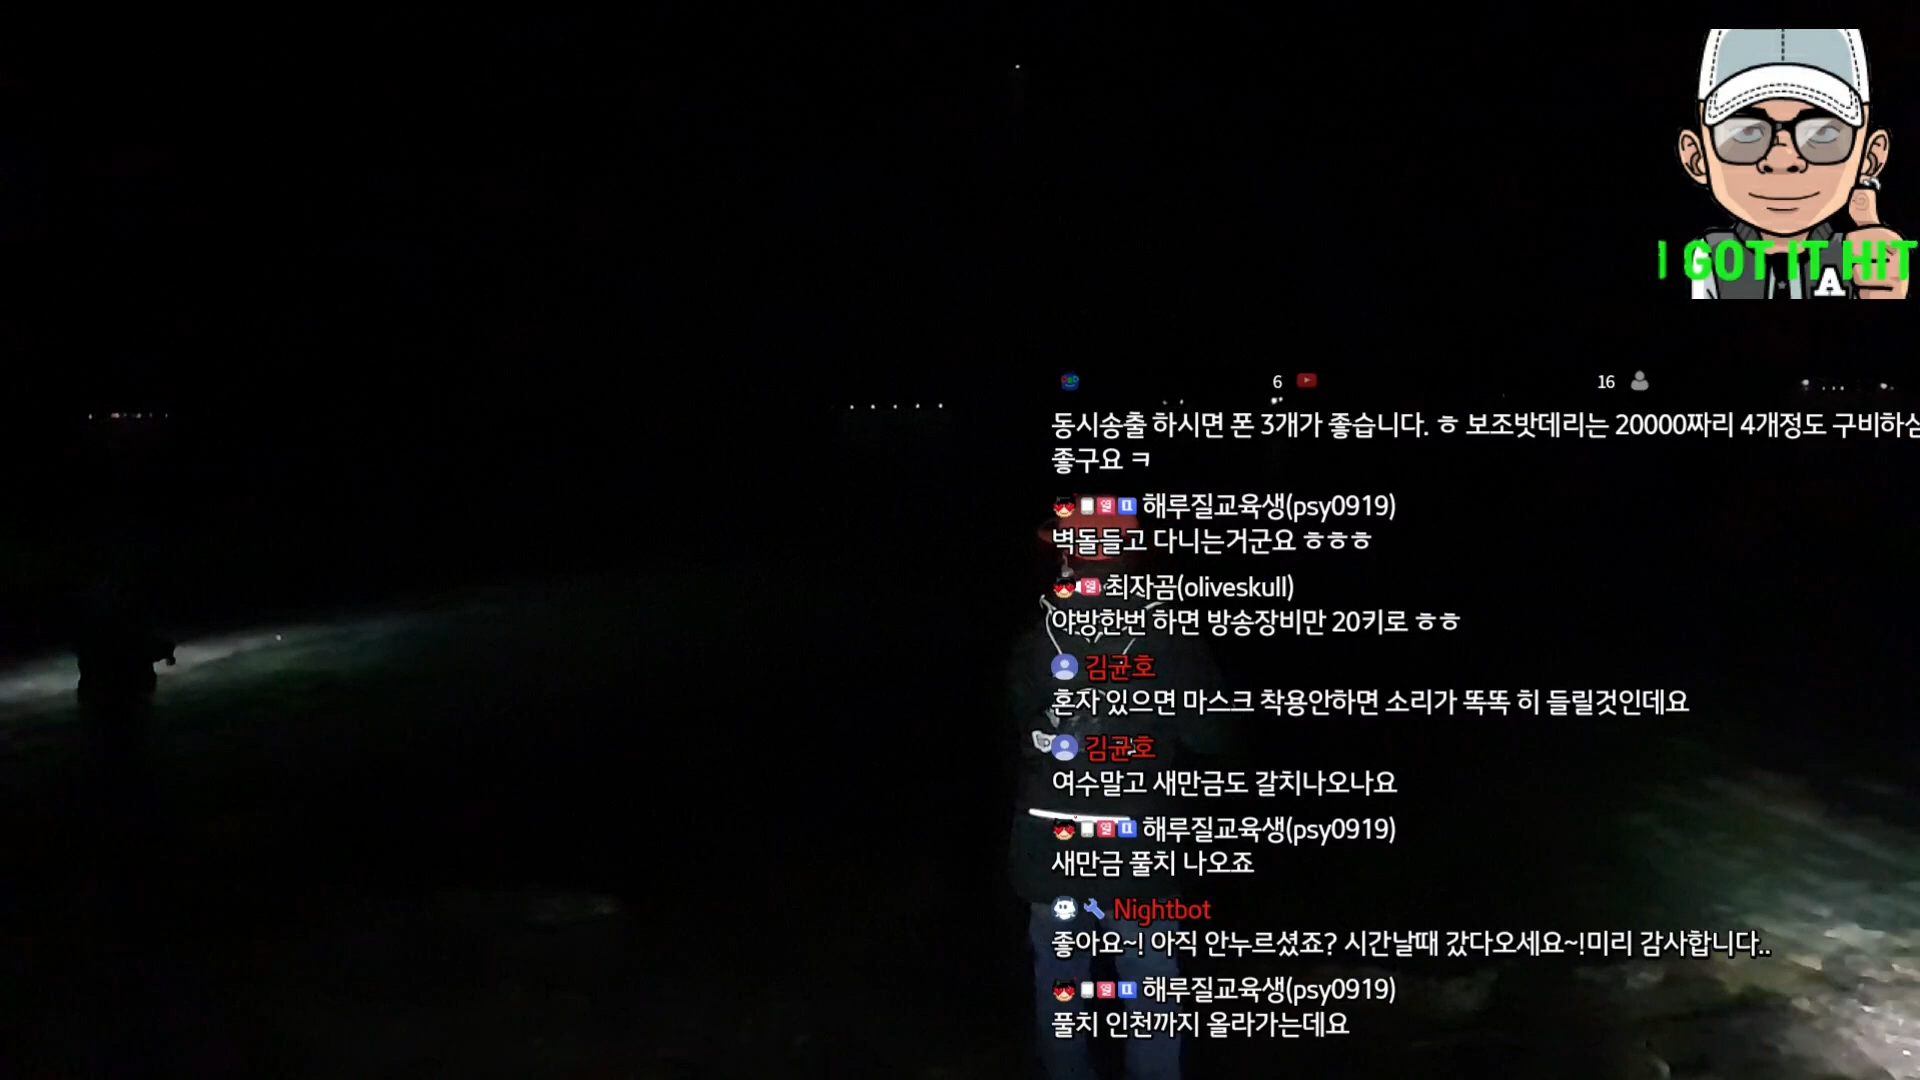 I GOT IT HIT
A
6
16
동시송출 하시면 폰 3개가 좋습니다. ㅎ 보조밧데리는 20000짜리 4개정도 구비하심
좋구요 ㅋ
열 해루질교육생(psy0919)
벽돌들고 다니는거군요 ㅎㅎㅎ
열 최자곰(oliveskull)
야방한번 하면 방송장비만 20키로 ㅎㅎ
김균호
혼자 있으면 마스크 착용안하면 소리가 똑똑 히 들릴것인데요
김균호
여수말고 새만금도 갈치나오나요
열 해루질교육생(psy0919)
새만금 풀치 나오죠
Nightbot
좋아요~! 아직 안누르셨죠? 시간날때 갔다오세요~!미리 감사합니다..
열 해루질교육생(psy0919)
풀치 인천까지 올라가는데요